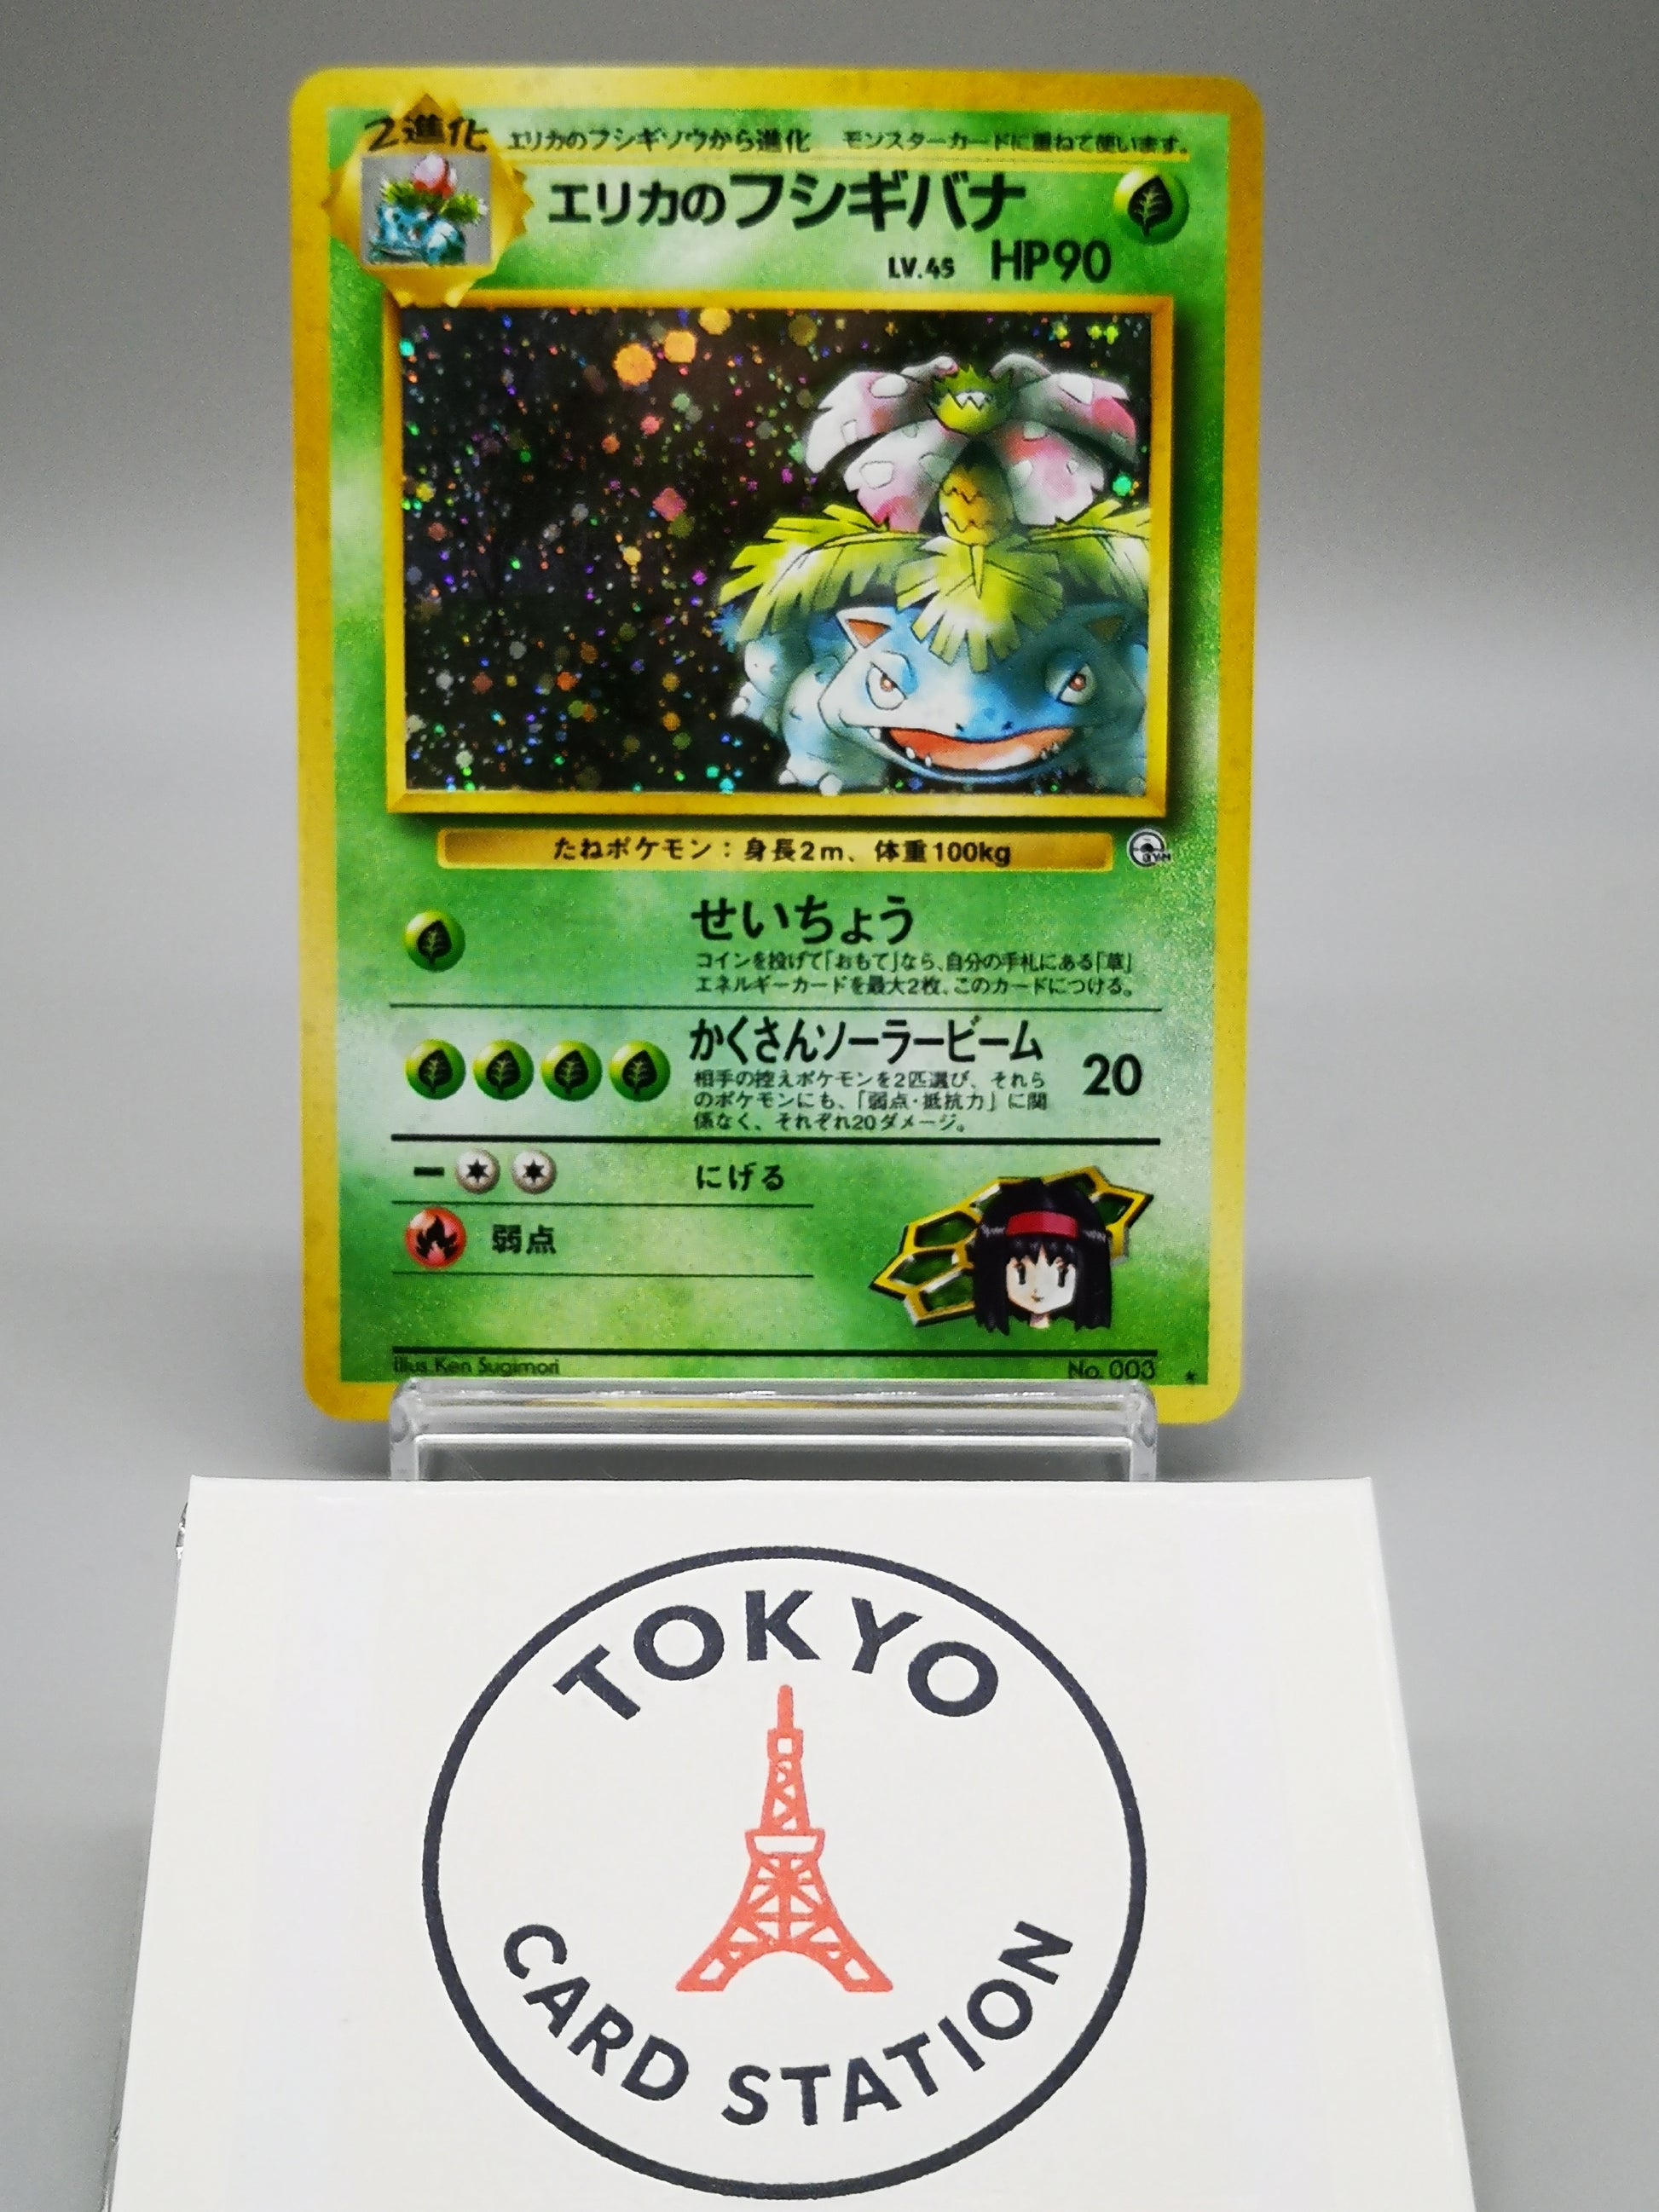 2進化 エリカのフシギソウから進化 モンスターカードに重ねて使います。
エリカのフシギバナ
LV.45 HP90
たねポケモン：身長2m、体重100kg
GYM
せいちょう
コインを投げて「おもて」なら、自分の手札にある「草」
エネルギーカードを最大2枚、このカードにつける。
かくさんソーラービーム 20
相手の控えポケモンを2匹選び、それら
のポケモンにも、「弱点・抵抗力」に関
係なく、それぞれ20ダメージ。
ー にげる
弱点
Illus. Ken Sugimori No. 003 ★
TOKYO
CARD STATION